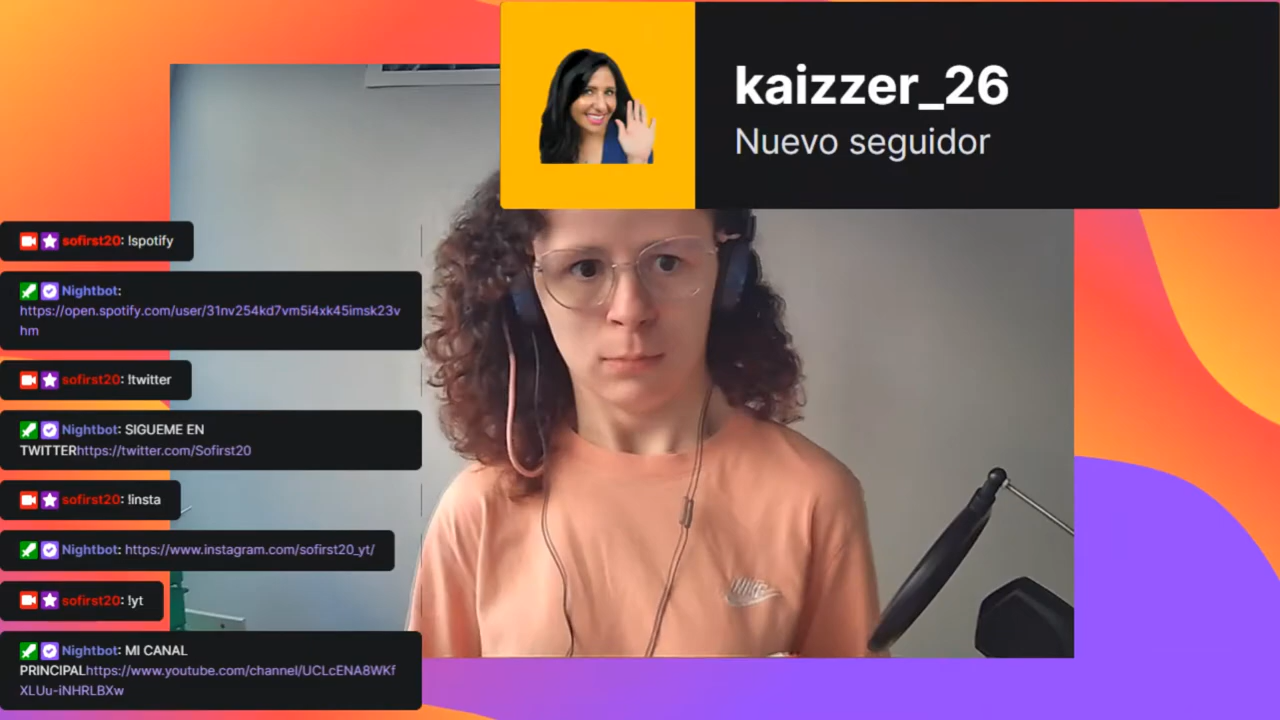 kaizzer_26
Nuevo seguidor
sofirst20: !spotify
Nightbot:
https://open.spotify.com/user/31nv254kd7vm5i4xk45imsk23v
hm
sofirst20: !twitter
Nightbot: SIGUEME EN
TWITTERhttps://twitter.com/Sofirst20
sofirst20: !insta
Nightbot: https://www.instagram.com/sofirst20_yt/
sofirst20: !yt
Nightbot: MI CANAL
PRINCIPALhttps://www.youtube.com/channel/UCLcENA8WKf
XLUu-iNHRLBXw
NIKE